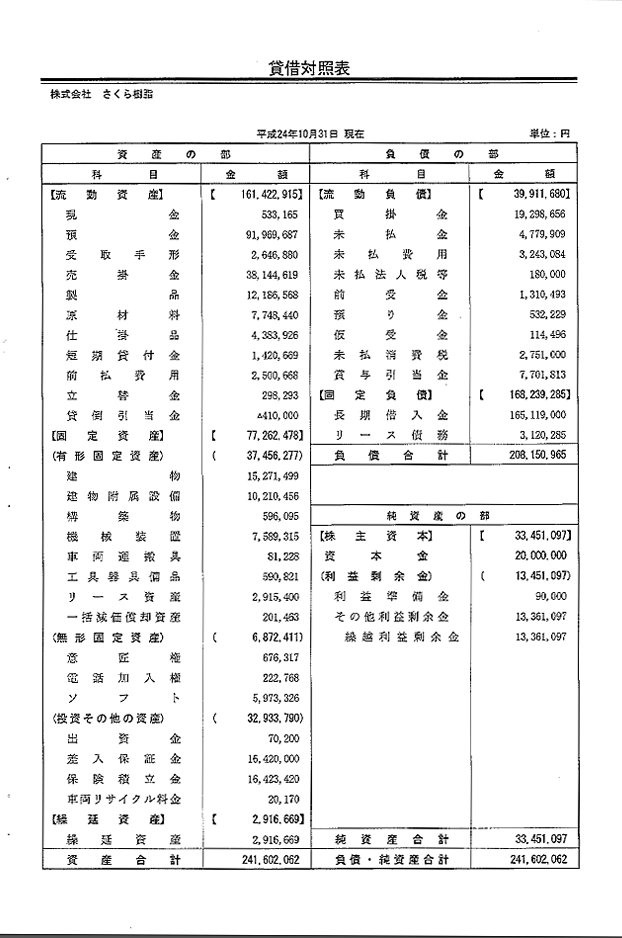 貸借対照表
株式会社 さくら樹脂
平成24年10月31日 現在 単位：円
資産の部
科目 金額
【流動資産】 【 161,422,915】
現金 533,165
預金 91,969,687
受取手形 2,646,880
売掛金 38,144,619
製品 12,186,568
原材料 7,748,440
仕掛品 4,383,926
短期貸付金 1,420,669
前払費用 2,500,668
立替金 298,293
貸倒引当金 △410,000
【固定資産】 【 77,262,478】
(有形固定資産) ( 37,456,277)
建物 15,271,499
建物附属設備 10,210,456
構築物 596,095
機械装置 7,589,315
車両運搬具 81,228
工具器具備品 590,821
リース資産 2,915,400
一括減価償却資産 201,463
(無形固定資産) ( 6,872,411)
意匠権 676,317
電話加入権 222,768
ソフト 5,973,326
(投資その他の資産) ( 32,933,790)
出資金 70,200
差入保証金 16,420,000
保険積立金 16,423,420
車両リサイクル料金 20,170
【繰延資産】 【 2,916,669】
繰延資産 2,916,669
資産合計 241,602,062
負債の部
科目 金額
【流動負債】 【 39,911,680】
買掛金 19,298,656
未払金 4,779,909
未払費用 3,243,084
未払法人税等 180,000
前受金 1,310,493
預り金 532,229
仮受金 114,496
未払消費税 2,751,000
賞与引当金 7,701,813
【固定負債】 【 168,239,285】
長期借入金 165,119,000
リース債務 3,120,285
負債合計 208,150,965
純資産の部
【株主資本】 【 33,451,097】
資本金 20,000,000
(利益剰余金) ( 13,451,097)
利益準備金 90,000
その他利益剰余金 13,361,097
繰越利益剰余金 13,361,097
純資産合計 33,451,097
負債・純資産合計 241,602,062